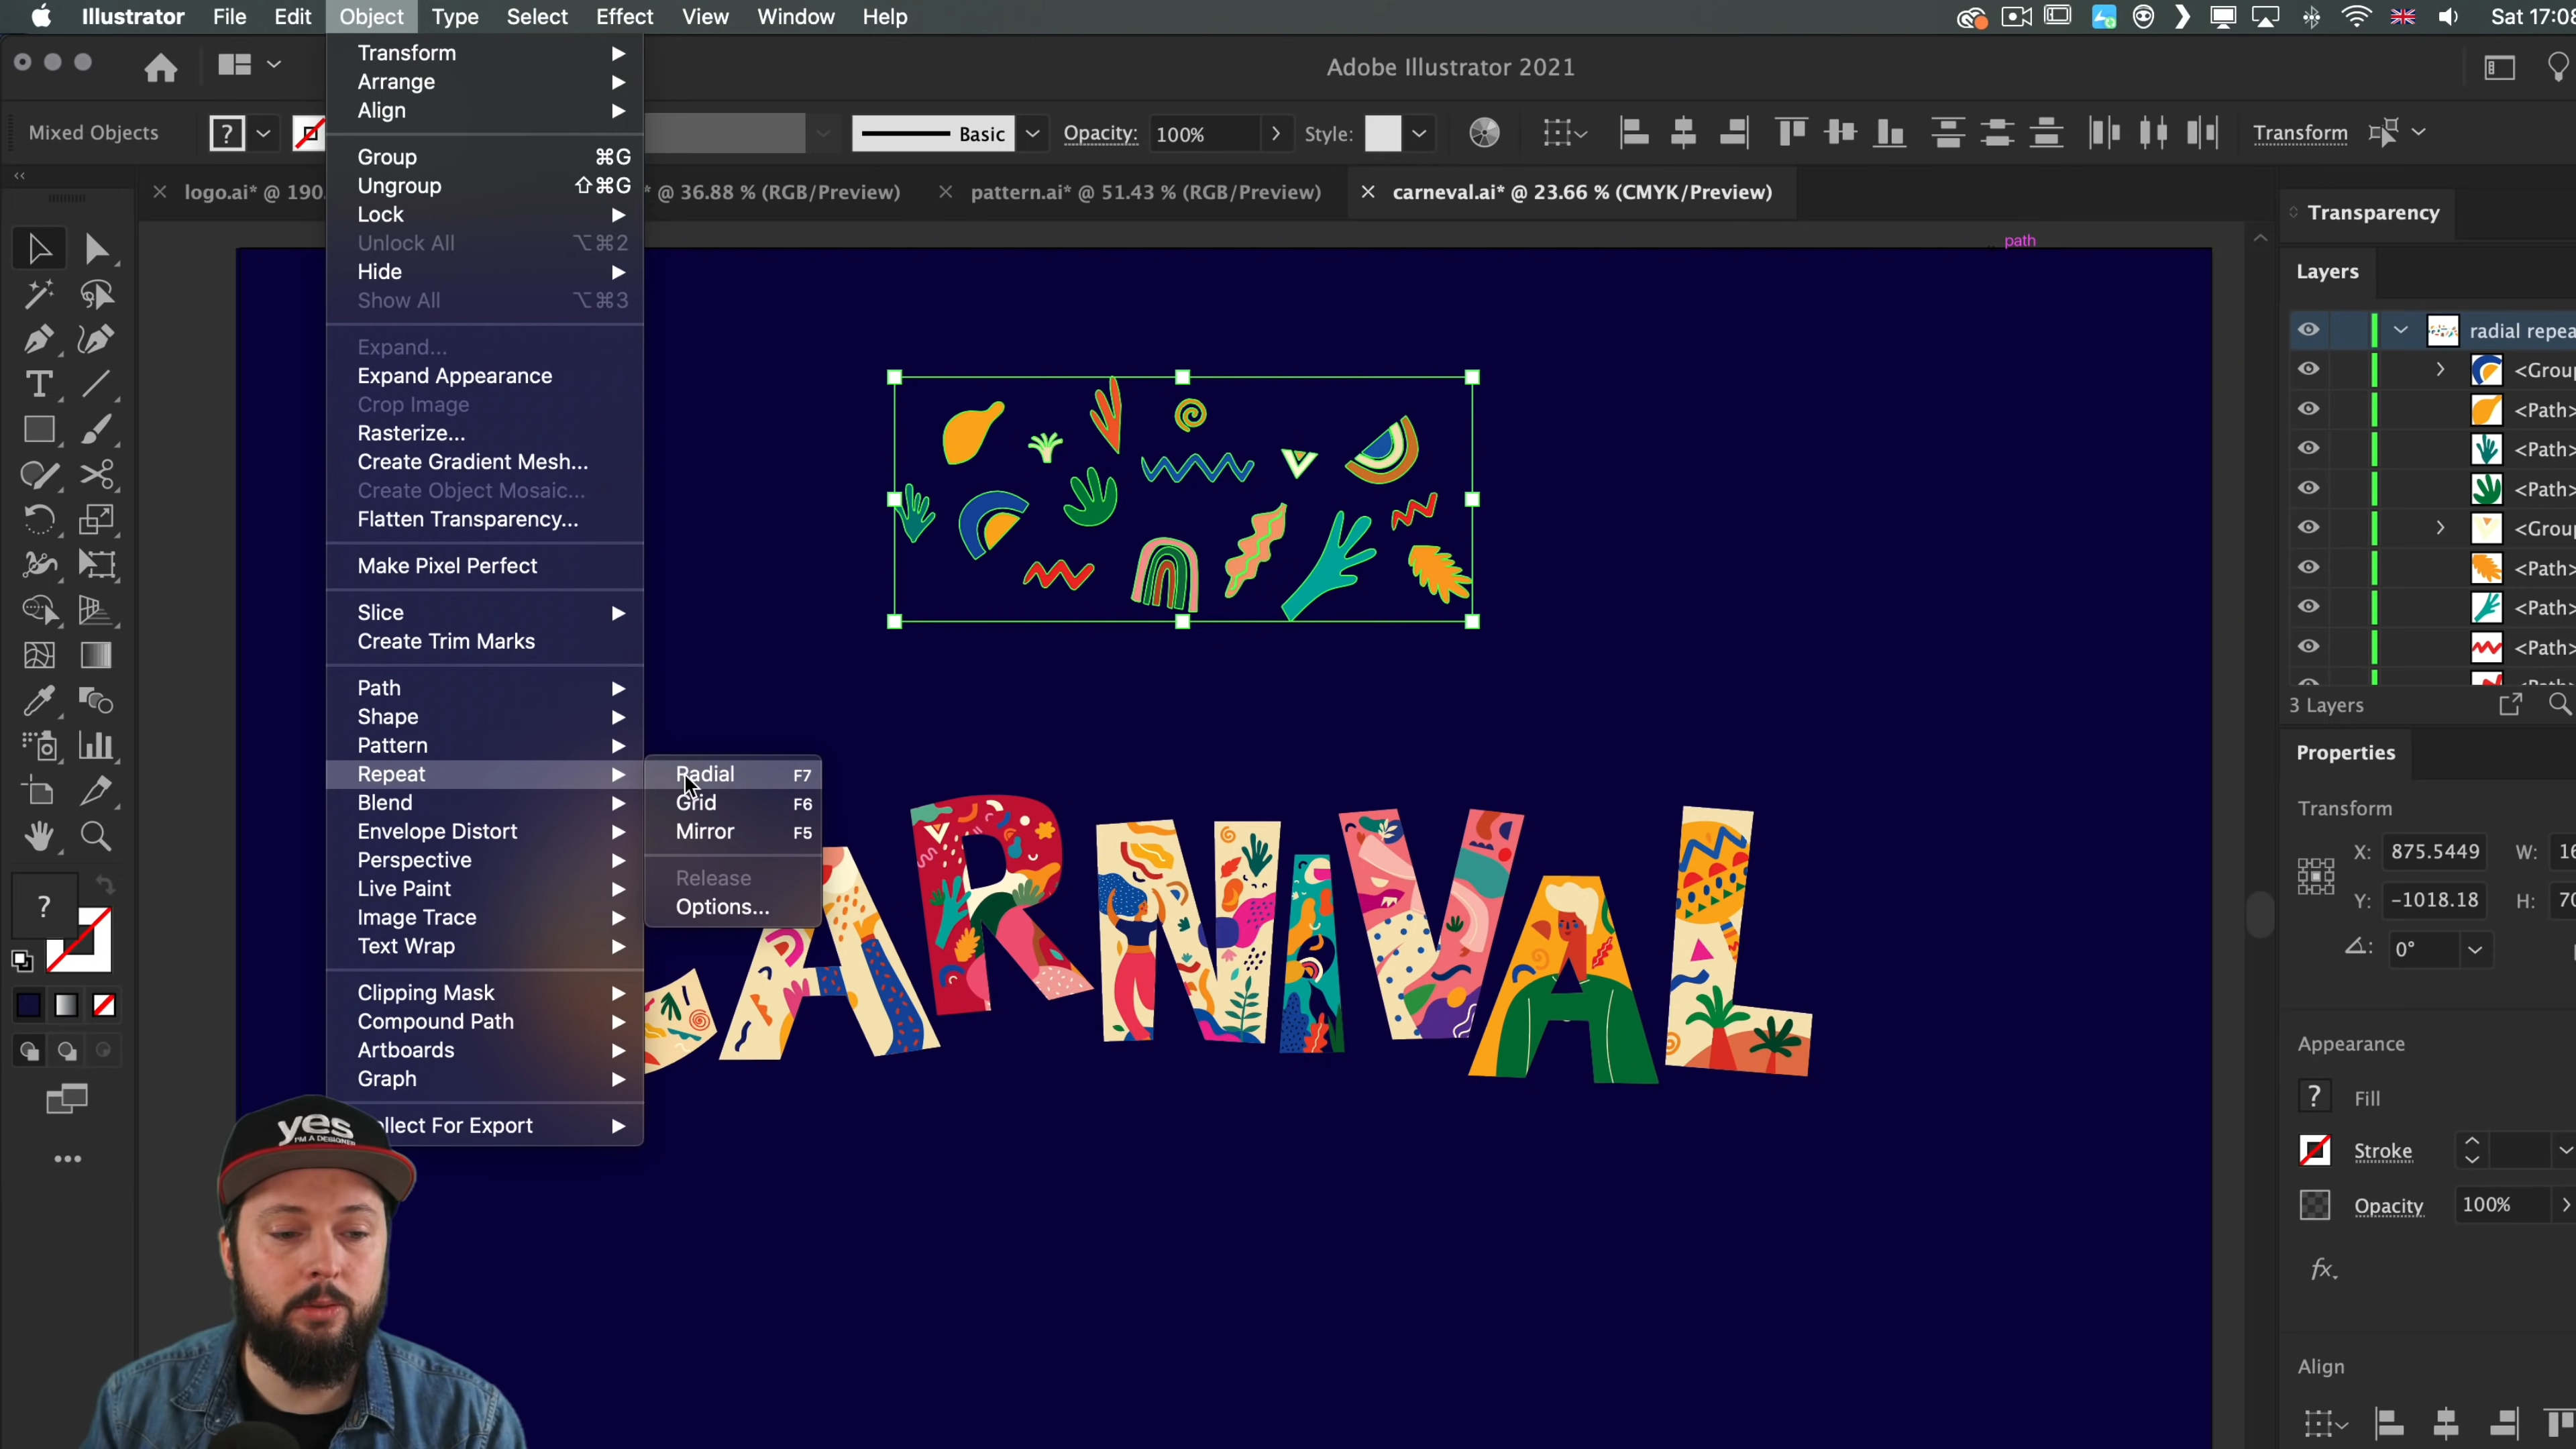 Illustrator File Edit Object Type Select Effect View Window Help
Sat 17:08
Adobe Illustrator 2021
Mixed Objects ? Basic Opacity: 100% Style: Transform
logo.ai* @ 190. * @ 36.88 % (RGB/Preview) pattern.ai* @ 51.43 % (RGB/Preview) carneval.ai* @ 23.66 % (CMYK/Preview)
Transform
Arrange
Align
Group ⌘G
Ungroup ⇧⌘G
Lock
Unlock All ⌥⌘2
Hide
Show All ⌥⌘3
Expand...
Expand Appearance
Crop Image
Rasterize...
Create Gradient Mesh...
Create Object Mosaic...
Flatten Transparency...
Make Pixel Perfect
Slice
Create Trim Marks
Path
Shape
Pattern
Repeat
Blend
Envelope Distort
Perspective
Live Paint
Image Trace
Text Wrap
Clipping Mask
Compound Path
Artboards
Graph
ollect For Export
Radial F7
Grid F6
Mirror F5
Release
Options...
path
CARNIVAL
?
yes
I'M A DESIGNER
Transparency
Layers
radial repea
<Grou
<Path>
<Path>
<Path>
<Grou
<Path>
<Path>
<Path>
3 Layers
Properties
Transform
X: 875.5449 W: 16
Y: -1018.18 H: 70
0°
Appearance
? Fill
Stroke
Opacity 100%
fx.
Align